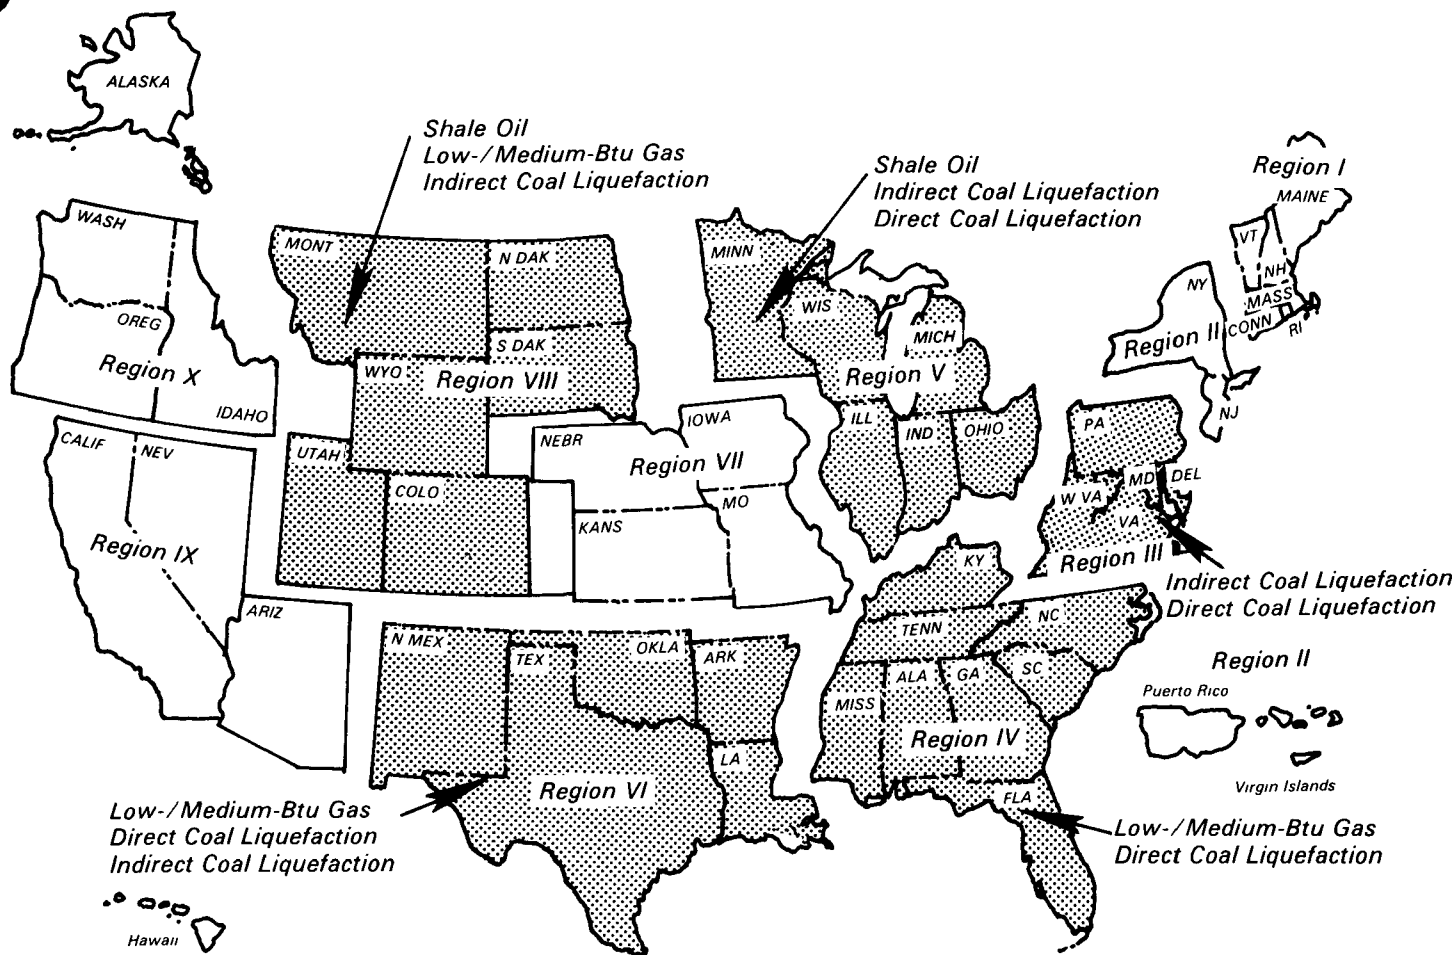 ALASKA
Shale Oil
Low-/Medium-Btu Gas
Indirect Coal Liquefaction
Shale Oil
Indirect Coal Liquefaction
Direct Coal Liquefaction
Region I
MAINE
VT
NH
MASS
CONN
RI
NY
Region II
NJ
WASH
OREG
Region X
IDAHO
MONT
N DAK
S DAK
WYO
Region VIII
UTAH
COLO
MINN
WIS
MICH
Region V
ILL
IND
OHIO
CALIF
NEV
Region IX
ARIZ
NEBR
IOWA
Region VII
KANS
MO
PA
W VA
MD
DEL
VA
Region III
Indirect Coal Liquefaction
Direct Coal Liquefaction
N MEX
TEX
OKLA
ARK
LA
Region VI
Low-/Medium-Btu Gas
Direct Coal Liquefaction
Indirect Coal Liquefaction
KY
TENN
NC
SC
MISS
ALA
GA
Region IV
FLA
Low-/Medium-Btu Gas
Direct Coal Liquefaction
Region II
Puerto Rico
Virgin Islands
Hawaii